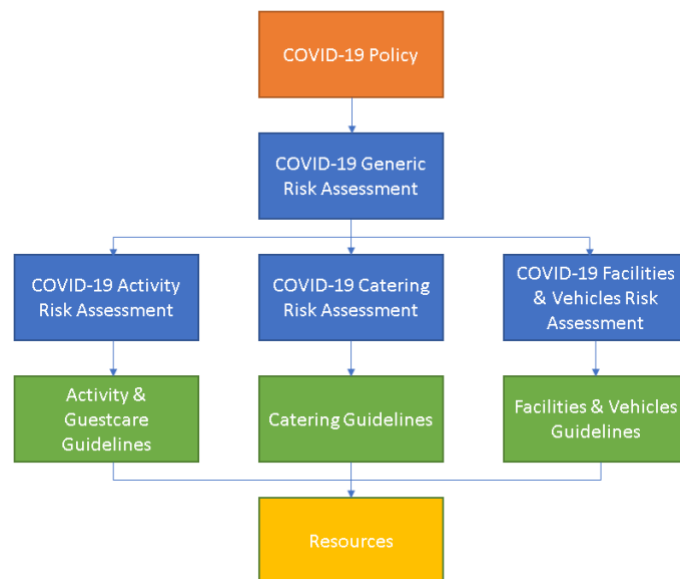 COVID-19 Policy
COVID-19 Generic
Risk Assessment
COVID-19 Activity
Risk Assessment
COVID-19 Catering
Risk Assessment
COVID-19 Facilities
& Vehicles Risk
Assessment
Activity &
Guestcare
Guidelines
Catering Guidelines
Facilities & Vehicles
Guidelines
Resources